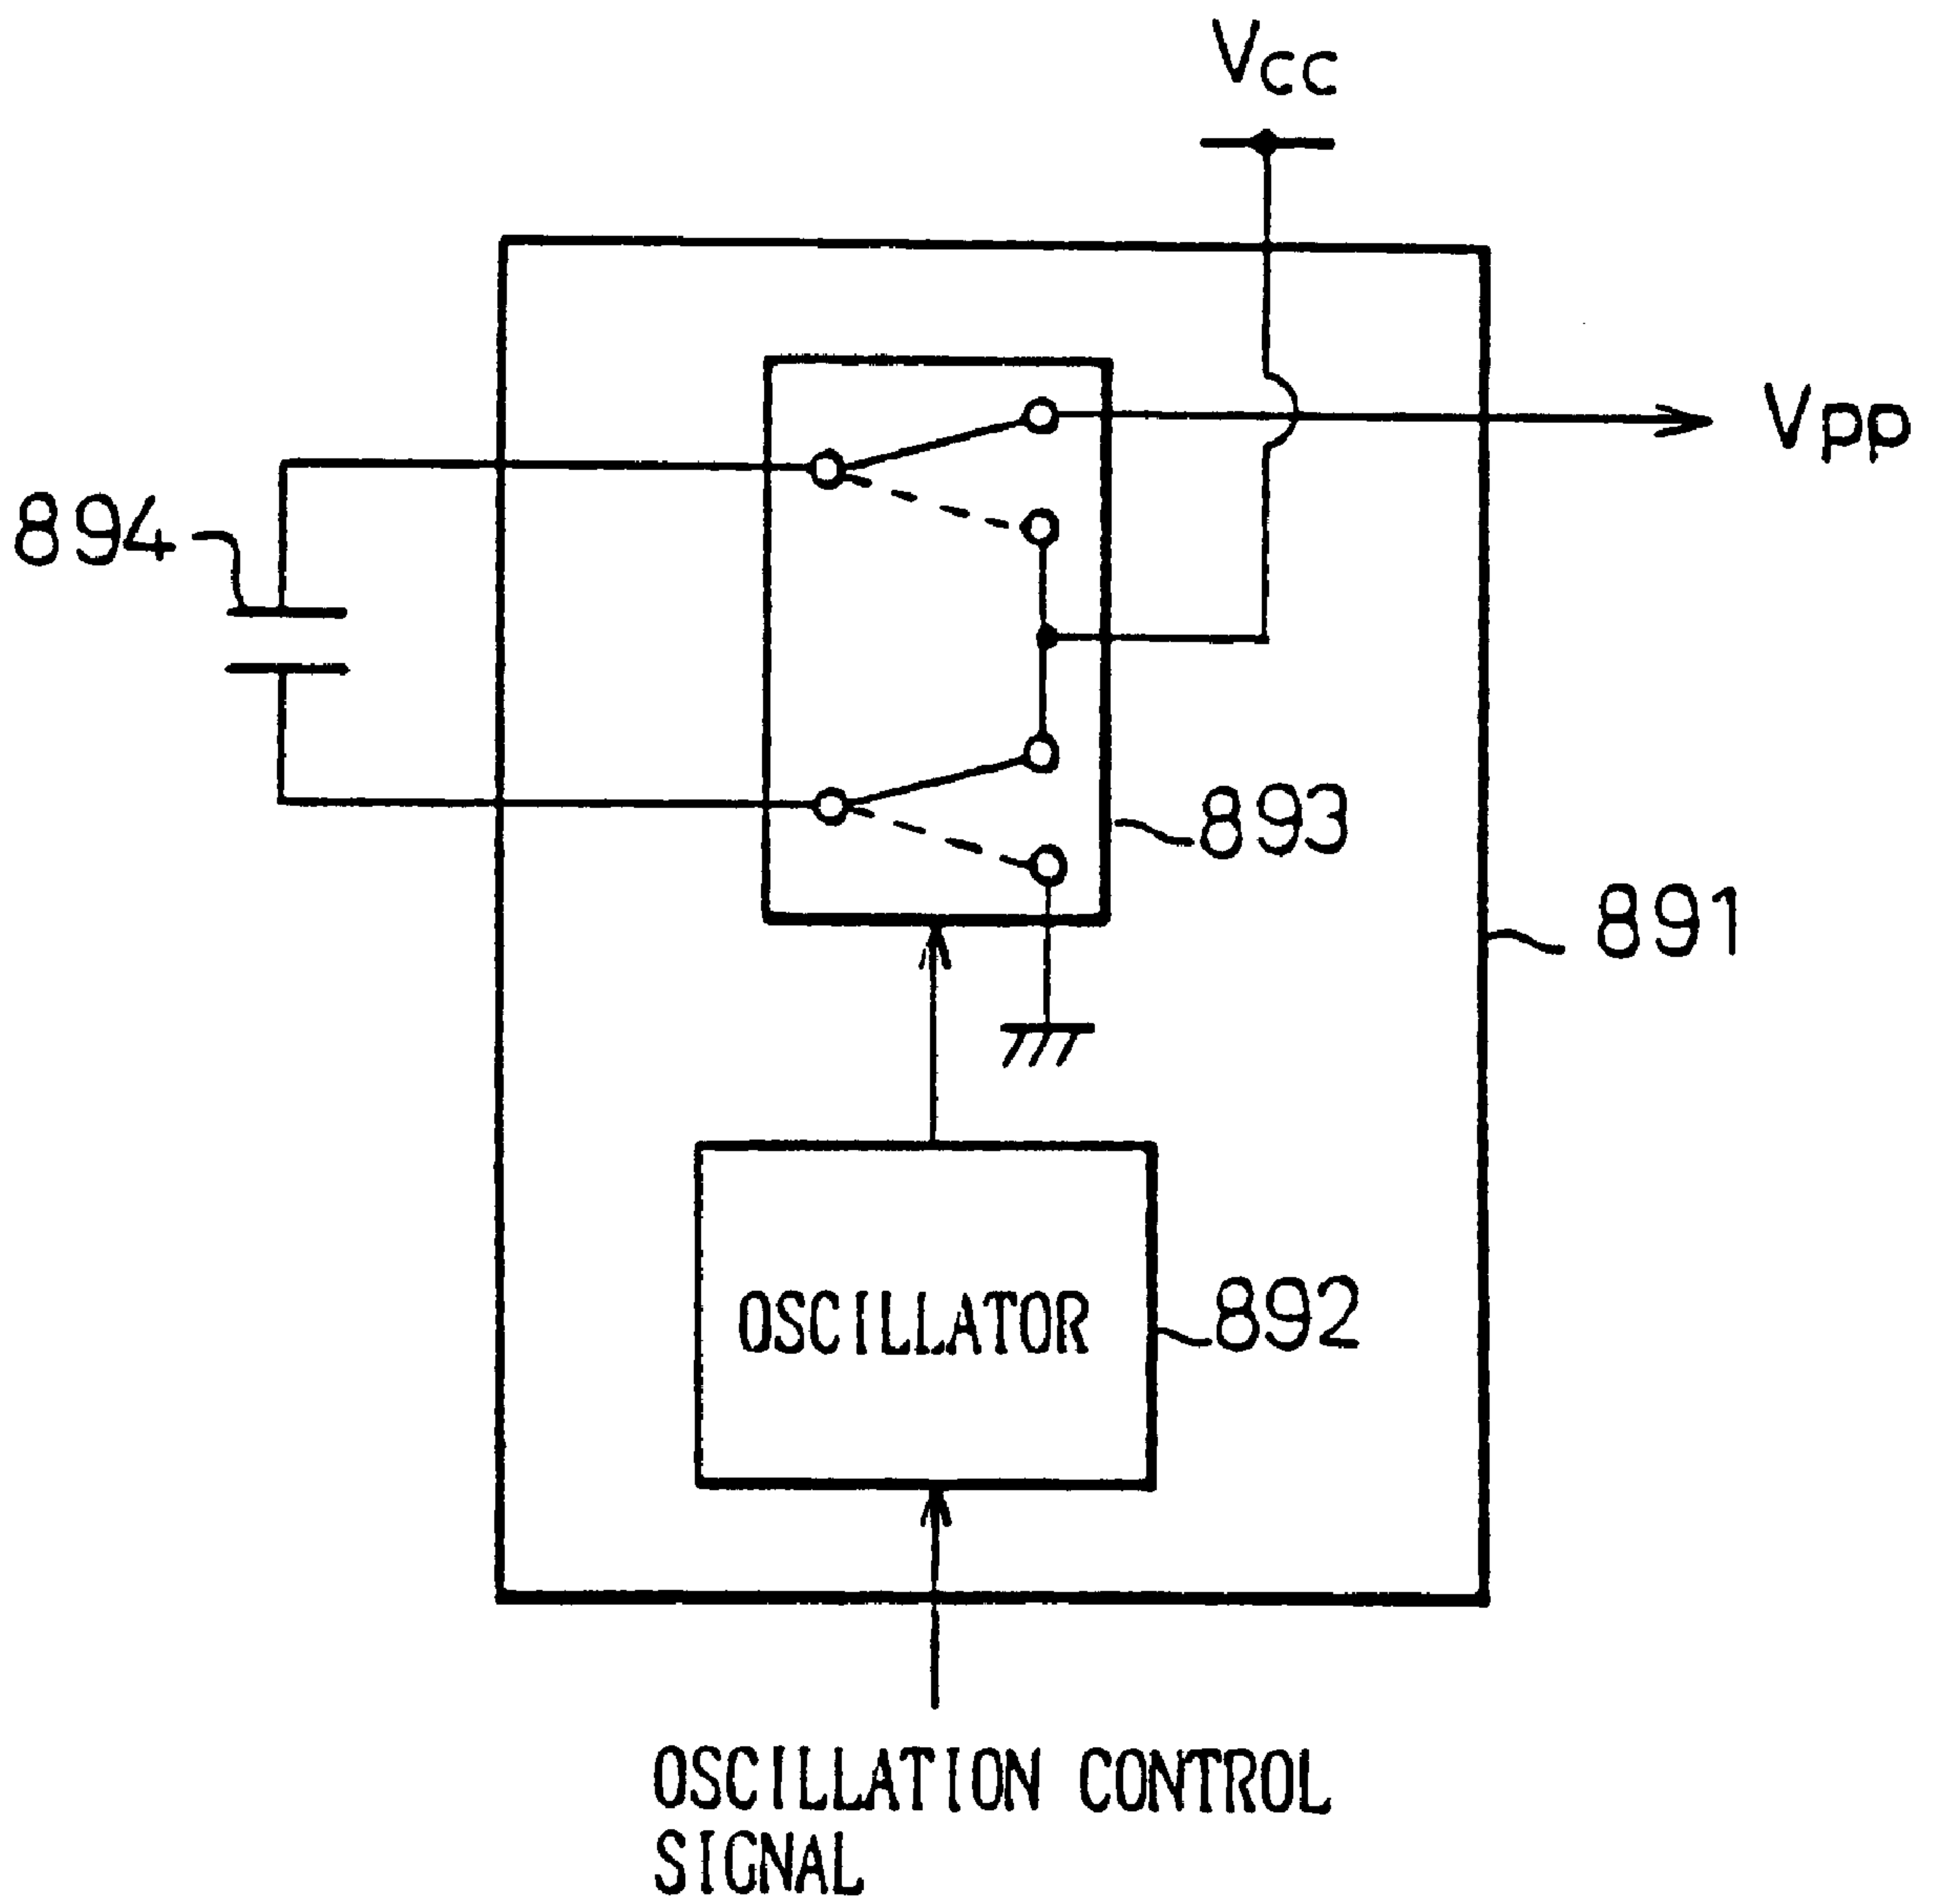 Vcc
Vpp
894
893
891
OSCILLATOR
892
OSCILLATION CONTROL
SIGNAL